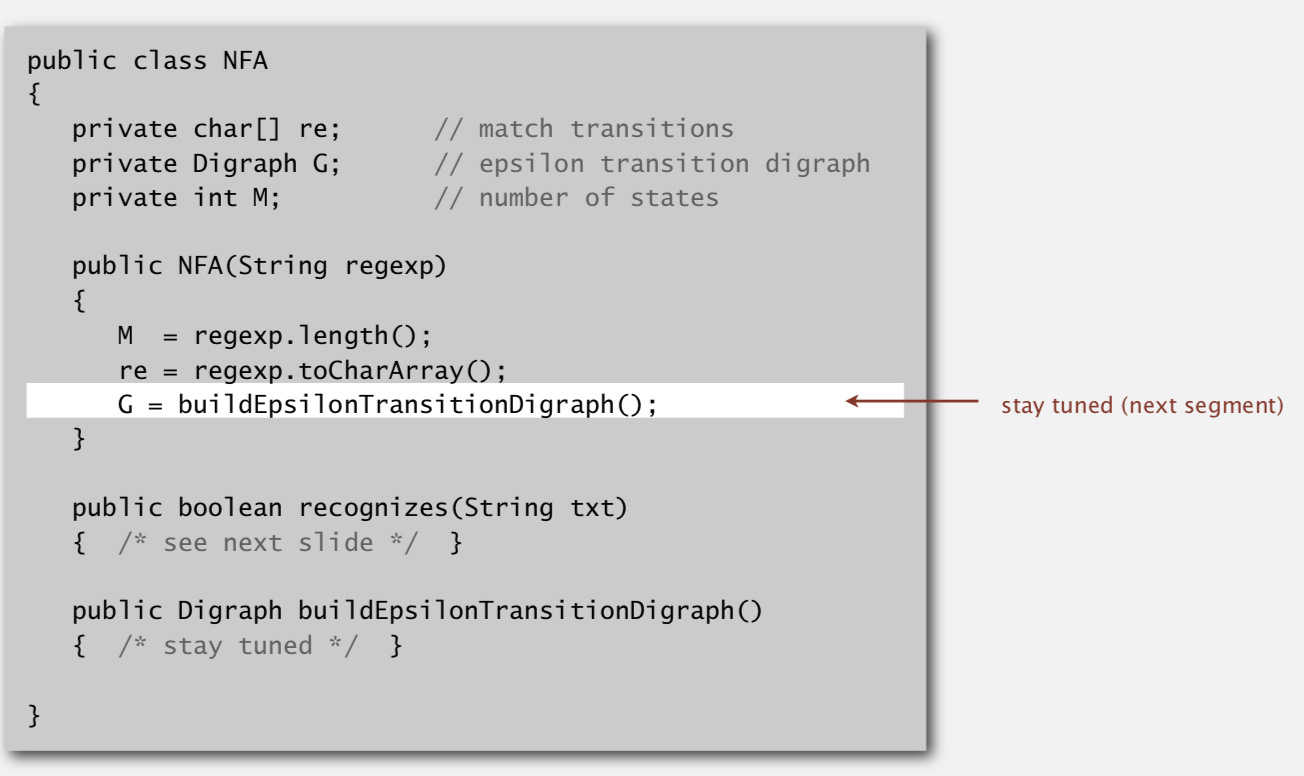 public class NFA
{
private char[] re; // match transitions
private Digraph G; // epsilon transition digraph
private int M; // number of states
public NFA(String regexp)
{
M = regexp.length();
re = regexp.toCharArray();
G = buildEpsilonTransitionDigraph();
stay tuned (next segment)
}
public boolean recognizes(String txt)
{ /* see next slide */ }
public Digraph buildEpsilonTransitionDigraph()
{ /* stay tuned */ }
}